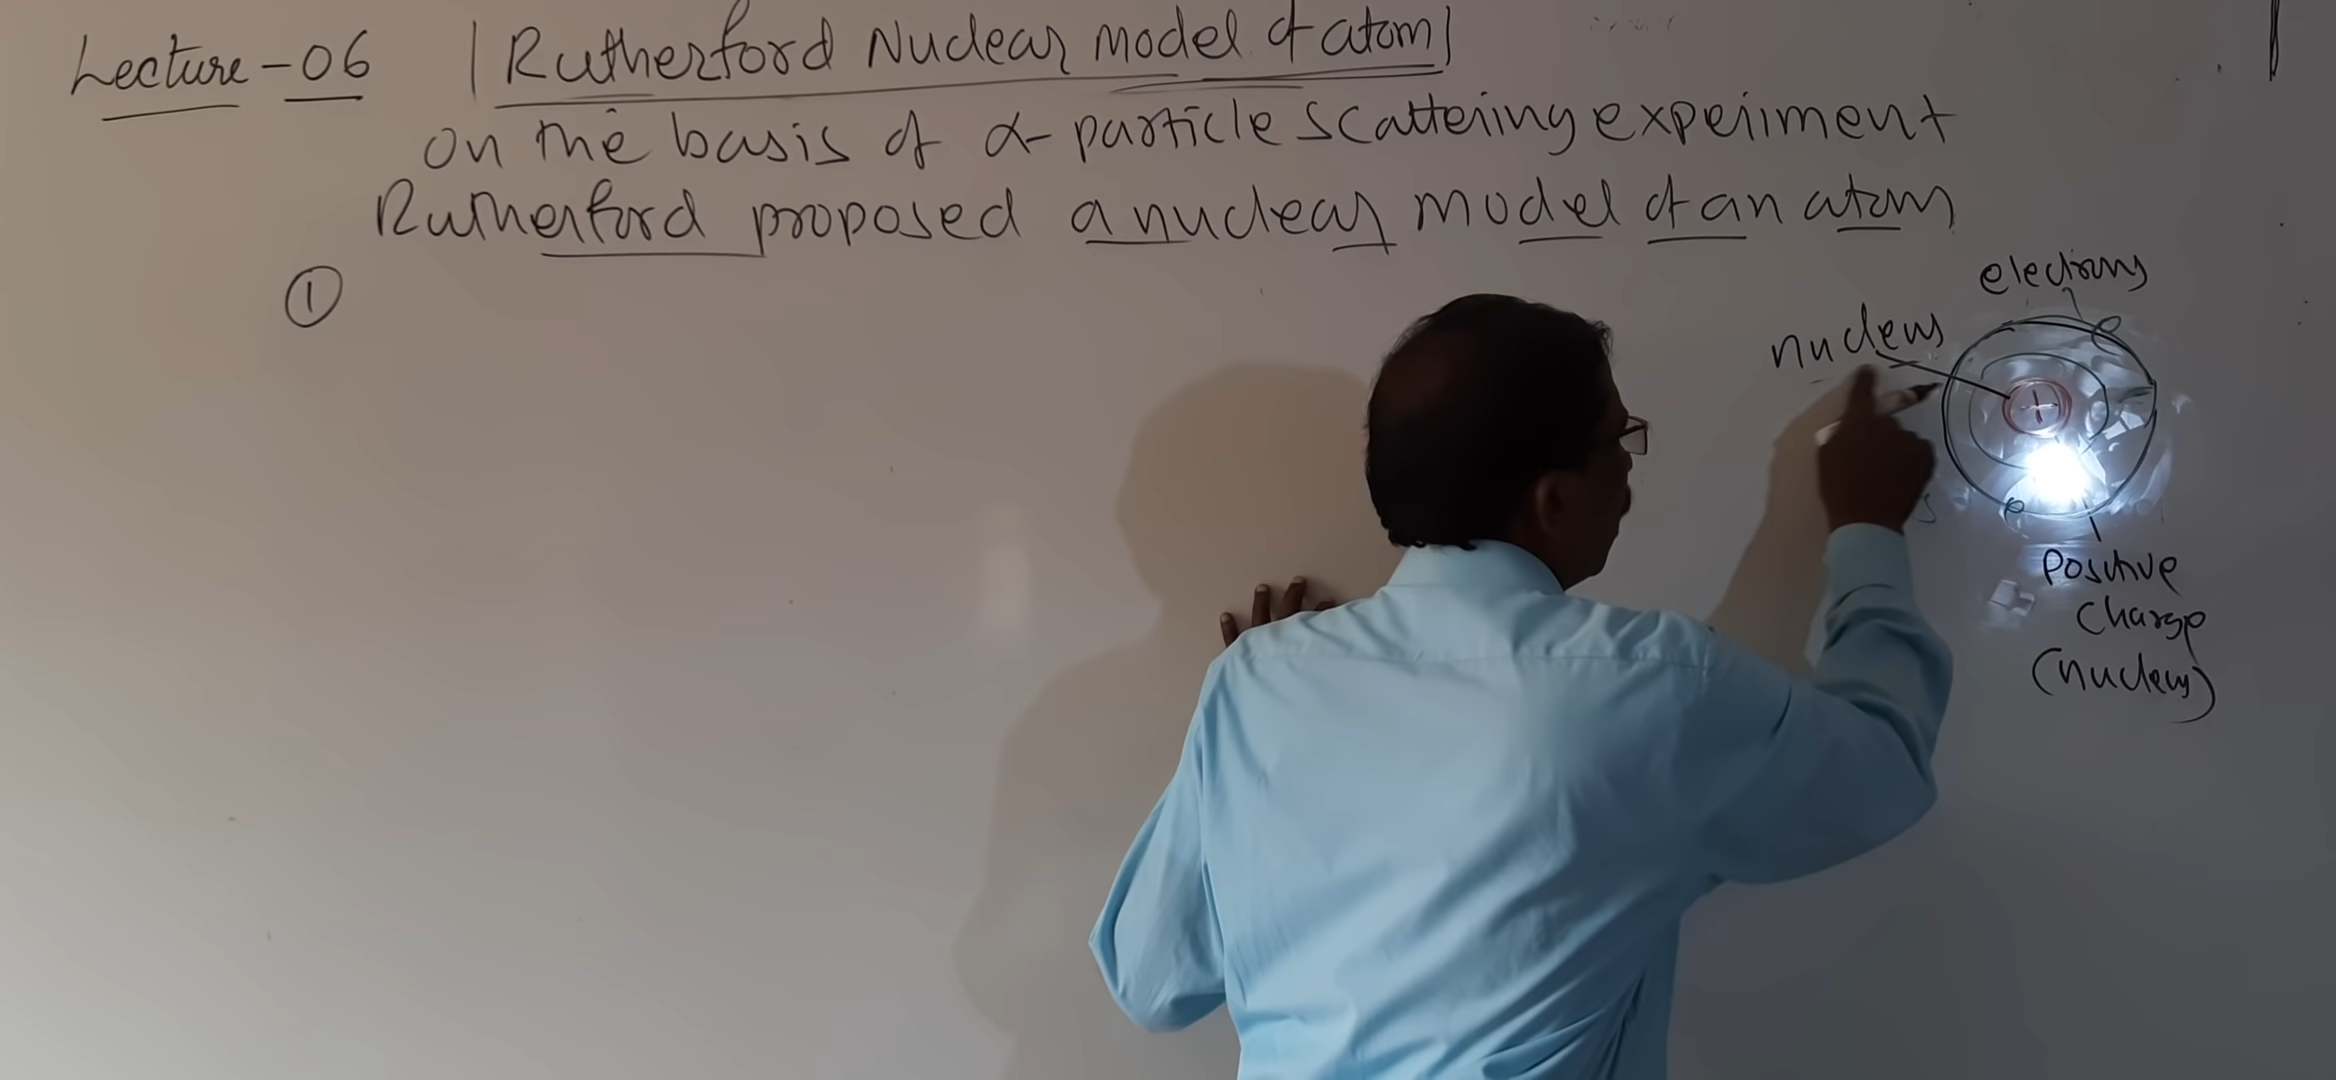 Lecture-06 | Rutherford Nuclear model of atom |
on the basis of α-particle scattering experiment
Rutherford proposed a nuclear model of an atom
①
electrons
nucleus
+
Positive
Charge
(nucleus)